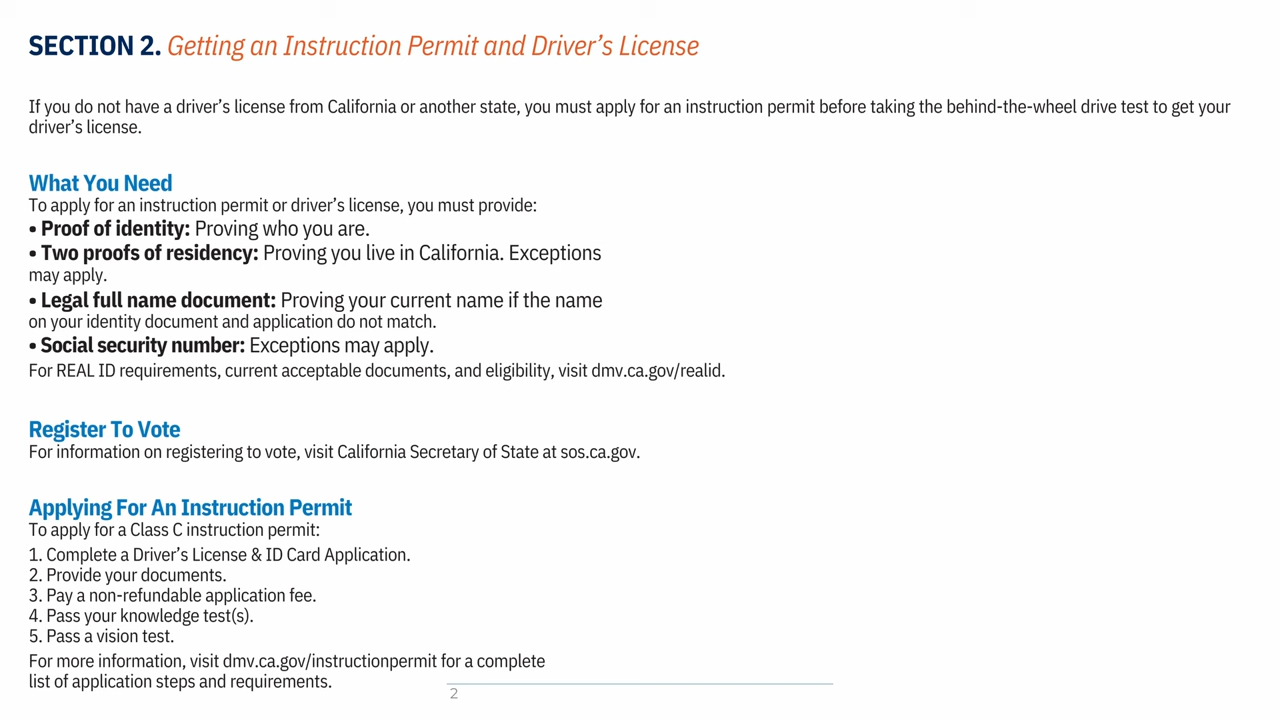 SECTION 2. Getting an Instruction Permit and Driver’s License
If you do not have a driver’s license from California or another state, you must apply for an instruction permit before taking the behind-the-wheel drive test to get your
driver’s license.
What You Need
To apply for an instruction permit or driver’s license, you must provide:
• Proof of identity: Proving who you are.
• Two proofs of residency: Proving you live in California. Exceptions
may apply.
• Legal full name document: Proving your current name if the name
on your identity document and application do not match.
• Social security number: Exceptions may apply.
For REAL ID requirements, current acceptable documents, and eligibility, visit dmv.ca.gov/realid.
Register To Vote
For information on registering to vote, visit California Secretary of State at sos.ca.gov.
Applying For An Instruction Permit
To apply for a Class C instruction permit:
1. Complete a Driver’s License & ID Card Application.
2. Provide your documents.
3. Pay a non-refundable application fee.
4. Pass your knowledge test(s).
5. Pass a vision test.
For more information, visit dmv.ca.gov/instructionpermit for a complete
list of application steps and requirements.
2